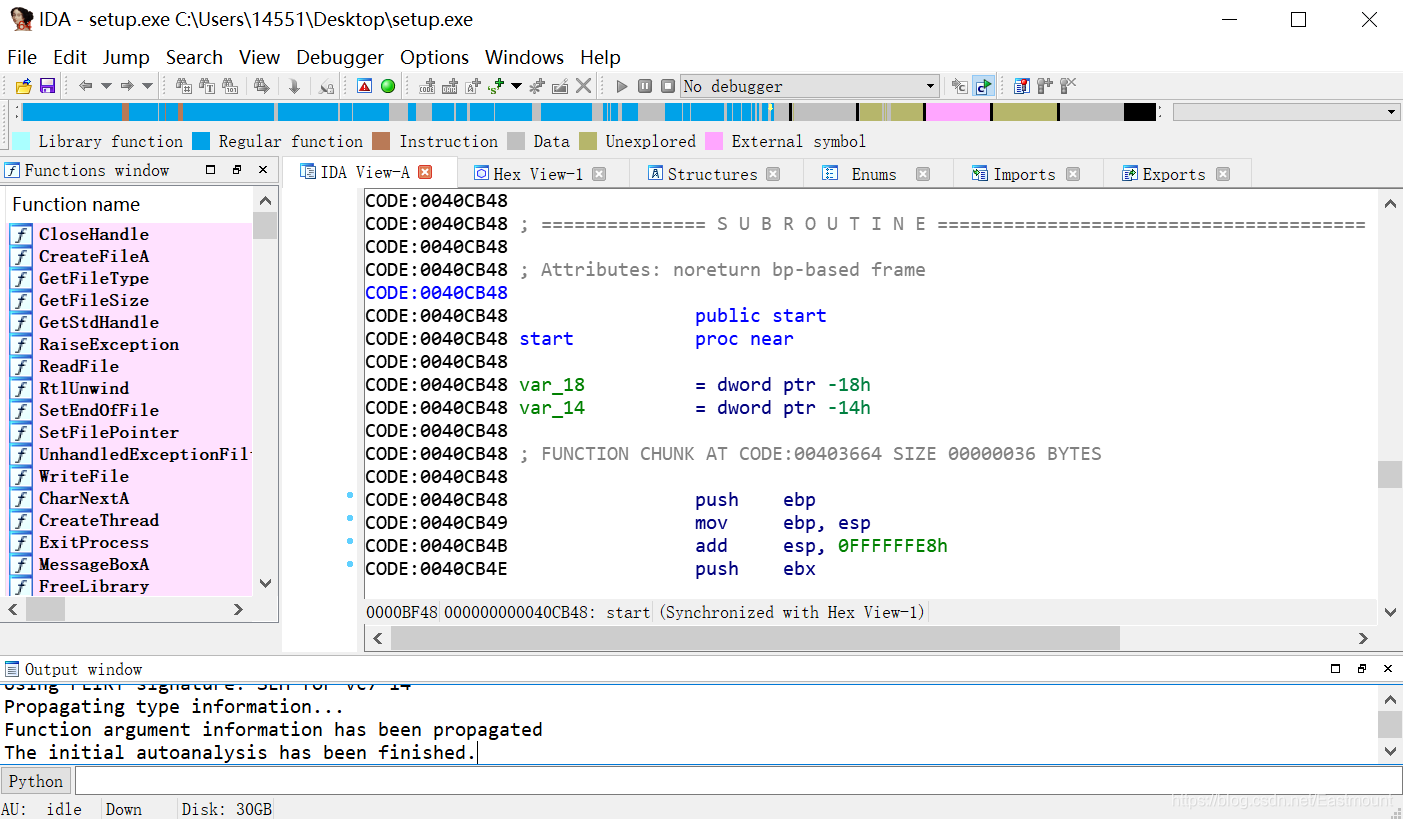 IDA - setup.exe C:\Users\14551\Desktop\setup.exe
File Edit Jump Search View Debugger Options Windows Help
No debugger
Library function Regular function Instruction Data Unexplored External symbol
Functions window
IDA View-A Hex View-1 Structures Enums Imports Exports
Function name
CloseHandle
CreateFileA
GetFileType
GetFileSize
GetStdHandle
RaiseException
ReadFile
RtlUnwind
SetEndOfFile
SetFilePointer
UnhandledExceptionFil
WriteFile
CharNextA
CreateThread
ExitProcess
MessageBoxA
FreeLibrary
CODE:0040CB48
CODE:0040CB48 ; =============== S U B R O U T I N E =======================================
CODE:0040CB48
CODE:0040CB48 ; Attributes: noreturn bp-based frame
CODE:0040CB48
CODE:0040CB48 public start
CODE:0040CB48 start proc near
CODE:0040CB48
CODE:0040CB48 var_18 = dword ptr -18h
CODE:0040CB48 var_14 = dword ptr -14h
CODE:0040CB48
CODE:0040CB48 ; FUNCTION CHUNK AT CODE:00403664 SIZE 00000036 BYTES
CODE:0040CB48
CODE:0040CB48 push ebp
CODE:0040CB49 mov ebp, esp
CODE:0040CB4B add esp, 0FFFFFFE8h
CODE:0040CB4E push ebx
0000BF48 000000000040CB48: start (Synchronized with Hex View-1)
Output window
Using FLIRT signature: SEH for vc7-14
Propagating type information...
Function argument information has been propagated
The initial autoanalysis has been finished.
Python
AU: idle Down Disk: 30GB
https://blog.csdn.net/Eastmount